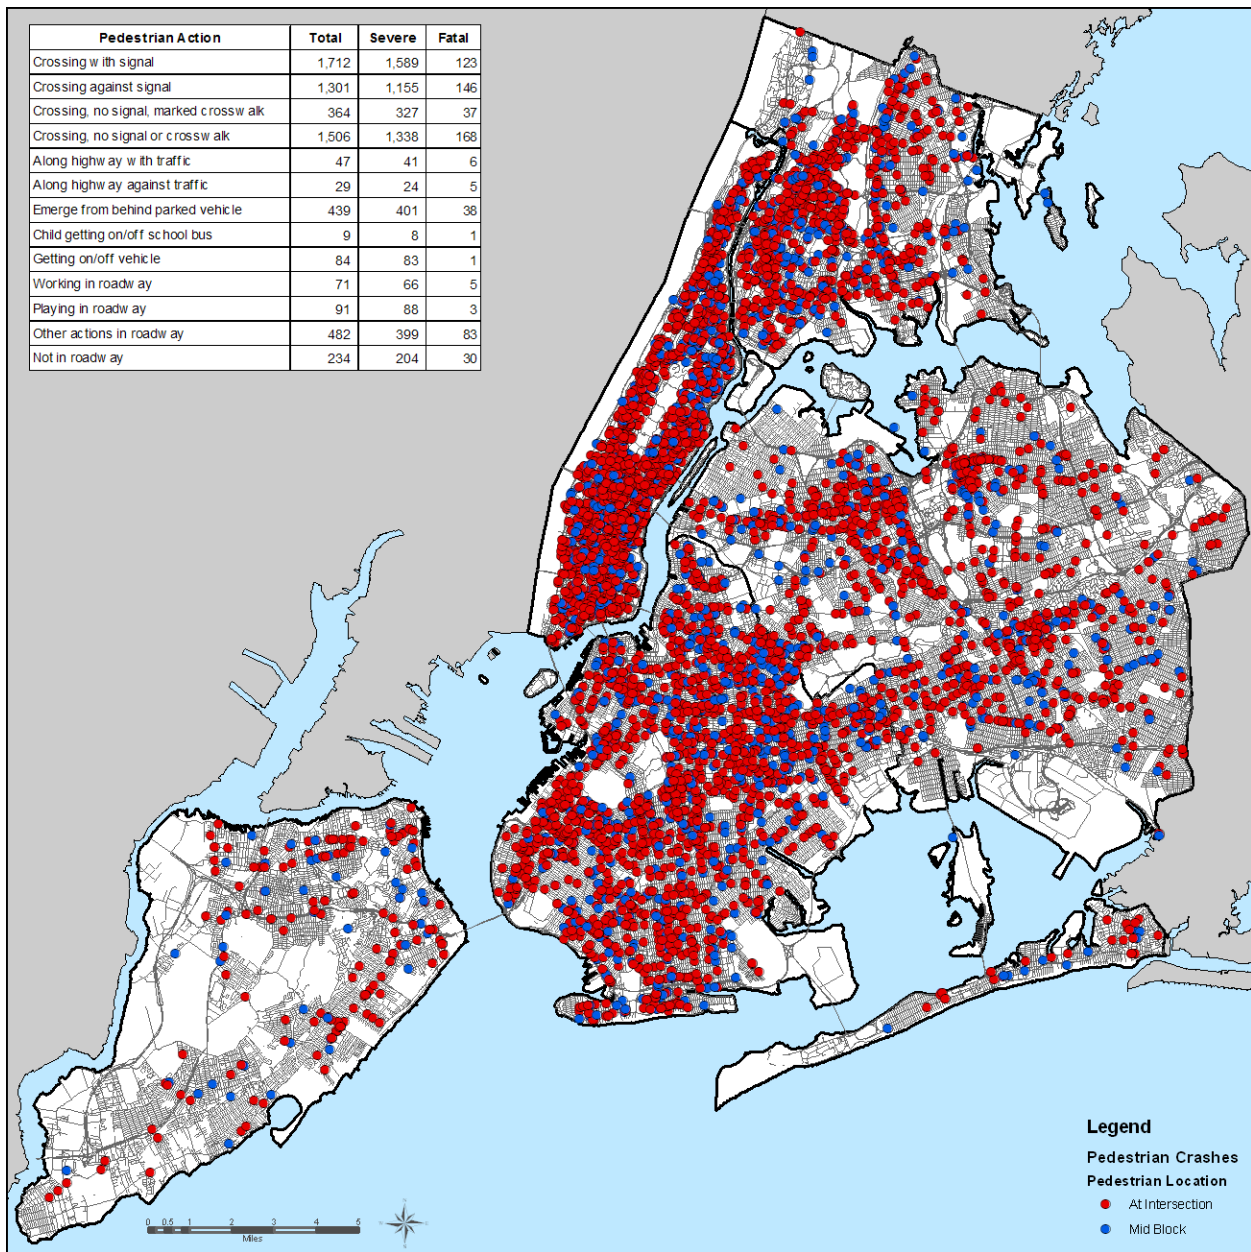 Pedestrian Action Total Severe Fatal
Crossing with signal 1,712 1,589 123
Crossing against signal 1,301 1,155 146
Crossing, no signal, marked crosswalk 364 327 37
Crossing, no signal or crosswalk 1,506 1,338 168
Along highway with traffic 47 41 6
Along highway against traffic 29 24 5
Emerge from behind parked vehicle 439 401 38
Child getting on/off school bus 9 8 1
Getting on/off vehicle 84 83 1
Working in roadway 71 66 5
Playing in roadway 91 88 3
Other actions in roadway 482 399 83
Not in roadway 234 204 30
Legend
Pedestrian Crashes
Pedestrian Location
At Intersection
Mid Block
0 0.5 1 2 3 4 5
Miles